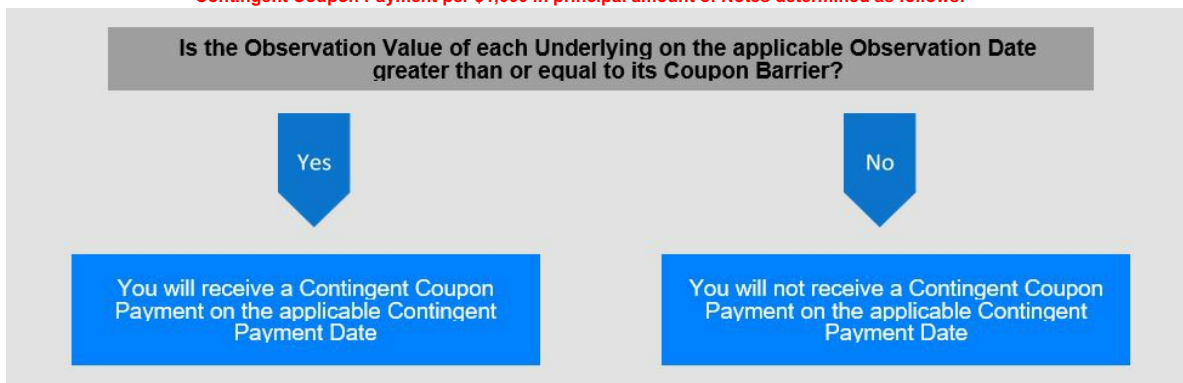 Contingent Coupon Payment per $1,000 in principal amount of Notes determined as follows:
Is the Observation Value of each Underlying on the applicable Observation Date
greater than or equal to its Coupon Barrier?
Yes
No
You will receive a Contingent Coupon
Payment on the applicable Contingent
Payment Date
You will not receive a Contingent Coupon
Payment on the applicable Contingent
Payment Date